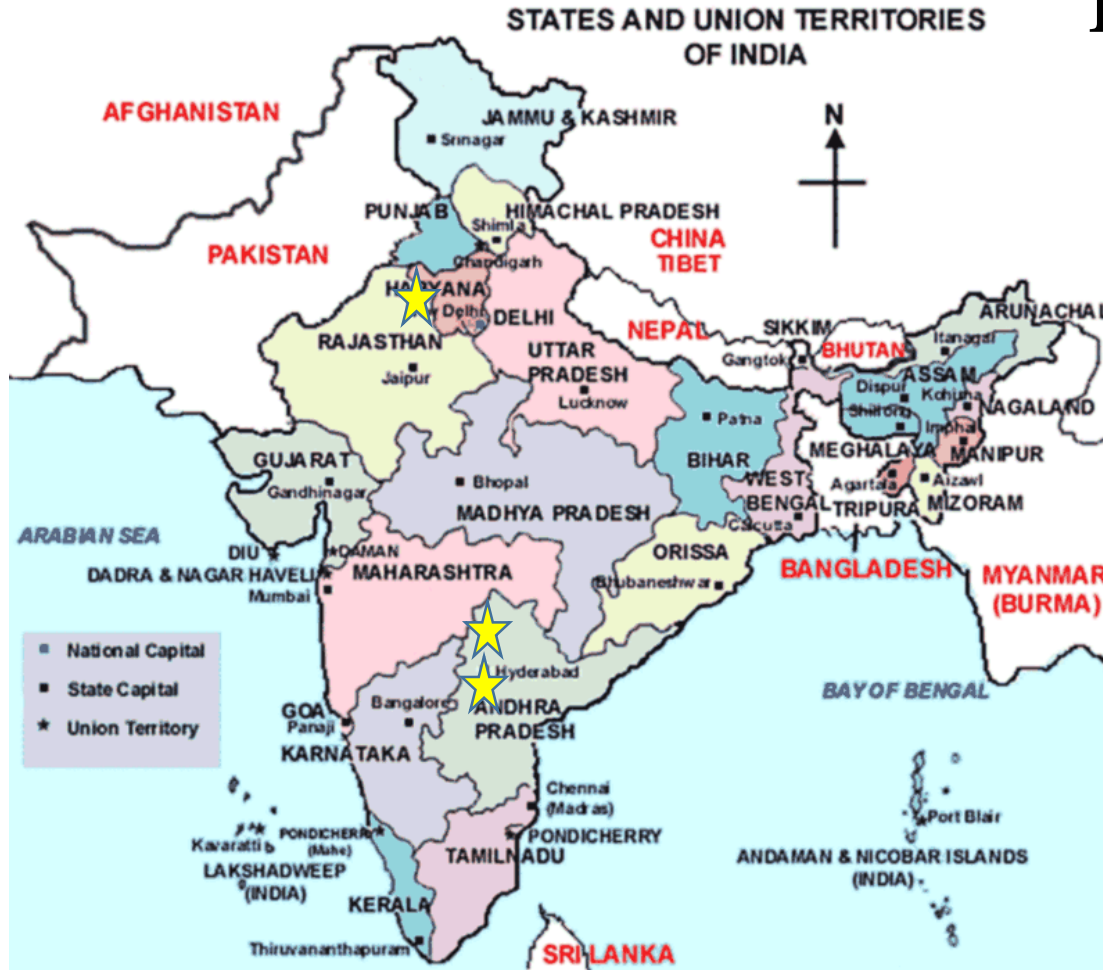 STATES AND UNION TERRITORIES
OF INDIA
AFGHANISTAN
JAMMU & KASHMIR
Srinagar
N
PUNJAB
HIMACHAL PRADESH
Shimla
PAKISTAN
CHINA
TIBET
Chandigarh
HARYANA
Delhi
DELHI
ARUNACHAL
SIKKIM
NEPAL
RAJASTHAN
Itanagar
BHUTAN
Gangtok
UTTAR
PRADESH
ASSAM
Jaipur
Dispur
Kohima
Lucknow
NAGALAND
Shillong
Patna
Imphal
MEGHALAYA
MANIPUR
GUJARAT
BIHAR
Gandhinagar
Bhopal
WEST
BENGAL
Agartala
Aizawl
MADHYA PRADESH
TRIPURA
MIZORAM
Calcutta
ARABIAN SEA
DIU
DAMAN
ORISSA
BANGLADESH
DADRA & NAGAR HAVELI
MAHARASHTRA
Bhubaneshwar
MYANMAR
(BURMA)
Mumbai
National Capital
State Capital
Union Territory
Hyderabad
BAY OF BENGAL
Bangalore
GOA
Panaji
ANDHRA
PRADESH
KARNATAKA
Chennai
(Madras)
Port Blair
PONDICHERRY
(Mahe)
PONDICHERRY
Kavaratti
TAMILNADU
ANDAMAN & NICOBAR ISLANDS
(INDIA)
LAKSHADWEEP
(INDIA)
KERALA
Thiruvananthapuram
SRI LANKA